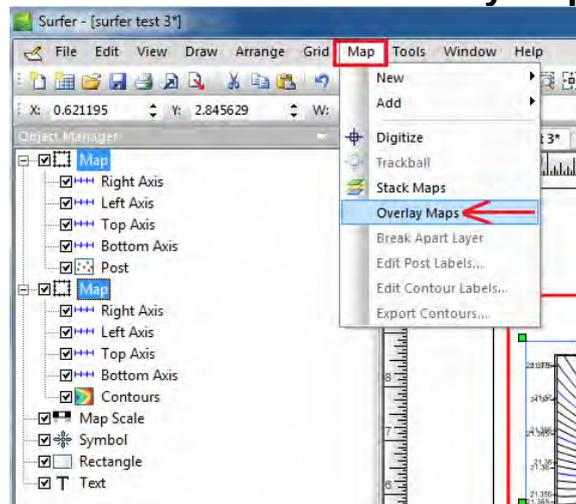 Surfer - [surfer test 3*]
File Edit View Draw Arrange Grid Map Tools Window Help
X: 0.621195 Y: 2.845629 W:
Object Manager
New
Add
Digitize
Trackball
Stack Maps
Overlay Maps
Break Apart Layer
Edit Post Labels...
Edit Contour Labels...
Export Contours...
3*
Map
Right Axis
Left Axis
Top Axis
Bottom Axis
Post
Map
Right Axis
Left Axis
Top Axis
Bottom Axis
Contours
Map Scale
Symbol
Rectangle
T Text
8
7
6